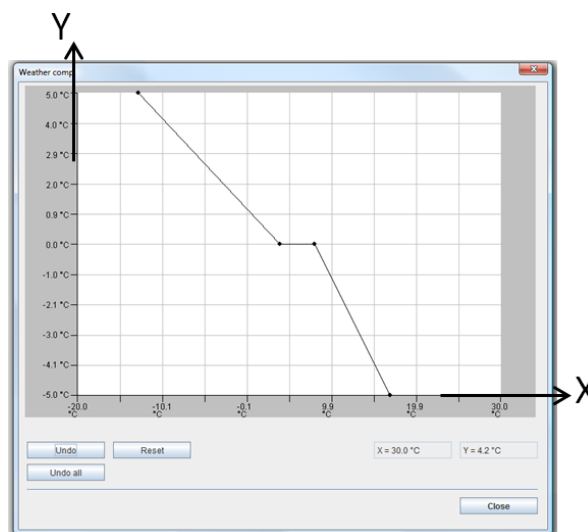 Y
Weather comp
5.0 °C
4.0 °C
2.9 °C
2.0 °C
0.9 °C
0.0 °C
-1.0 °C
-2.1 °C
-3.0 °C
-4.1 °C
-5.0 °C
X
-20.0 -10.1 -0.1 9.9 19.9 30.0
°C °C °C °C °C °C
Undo Reset X = 30.0 °C Y = 4.2 °C
Undo all
Close